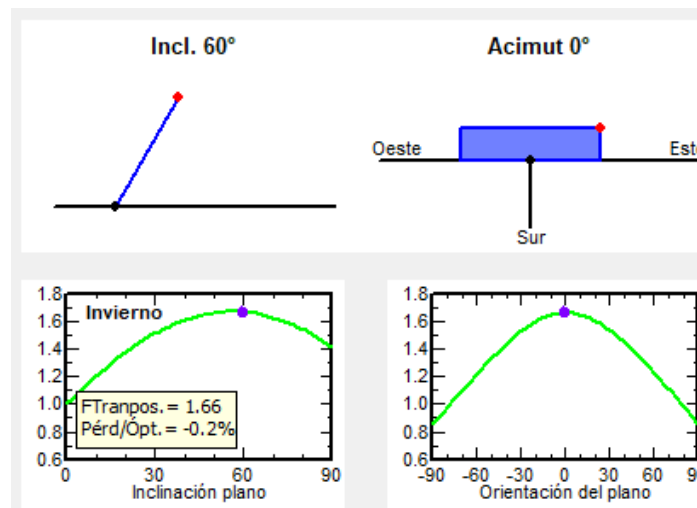 Incl. 60°
Acimut 0°
Oeste
Este
Sur
1.8
1.6
1.4
1.2
1.0
0.8
0.6
Invierno
FTranpos.= 1.66
Pérd/Ópt.= -0.2%
0 30 60 90
Inclinación plano
1.8
1.6
1.4
1.2
1.0
0.8
0.6
-90 -60 -30 0 30 60 90
Orientación del plano